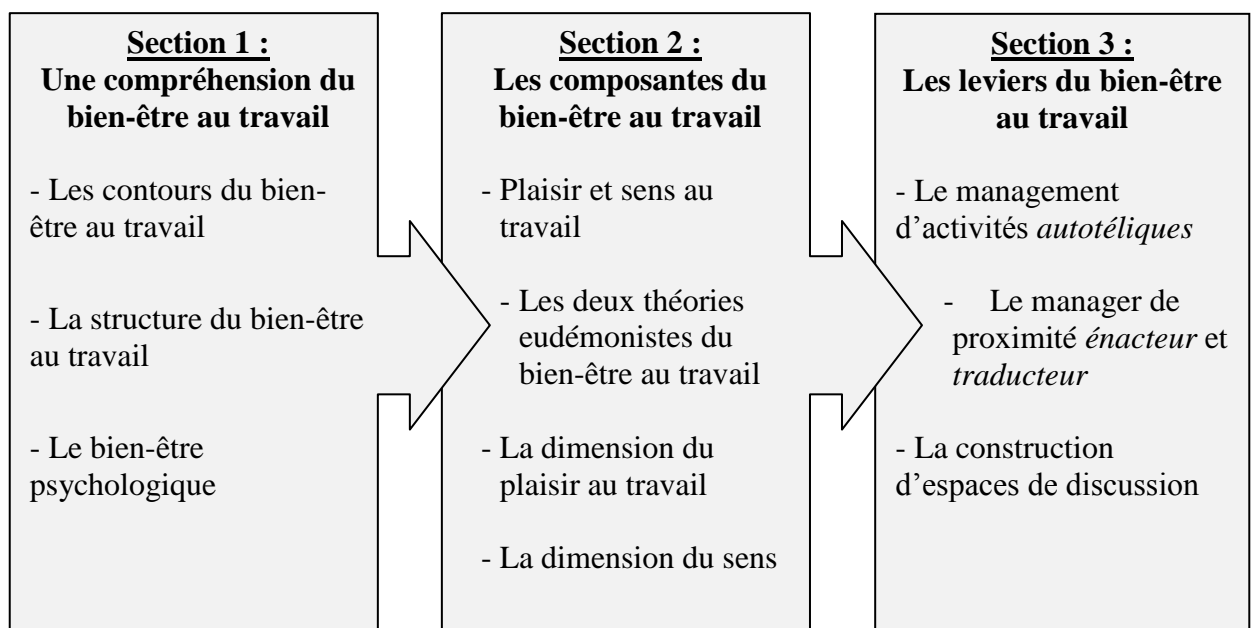 Section 1 :
Une compréhension du
bien-être au travail
- Les contours du bien-
être au travail
- La structure du bien-être
au travail
- Le bien-être
psychologique
Section 2 :
Les composantes du
bien-être au travail
- Plaisir et sens au
travail
- Les deux théories
eudémonistes du
bien-être au travail
- La dimension du
plaisir au travail
- La dimension du sens
Section 3 :
Les leviers du bien-être
au travail
- Le management
d’activités autotéliques
- Le manager de
proximité énacteur et
traducteur
- La construction
d’espaces de discussion